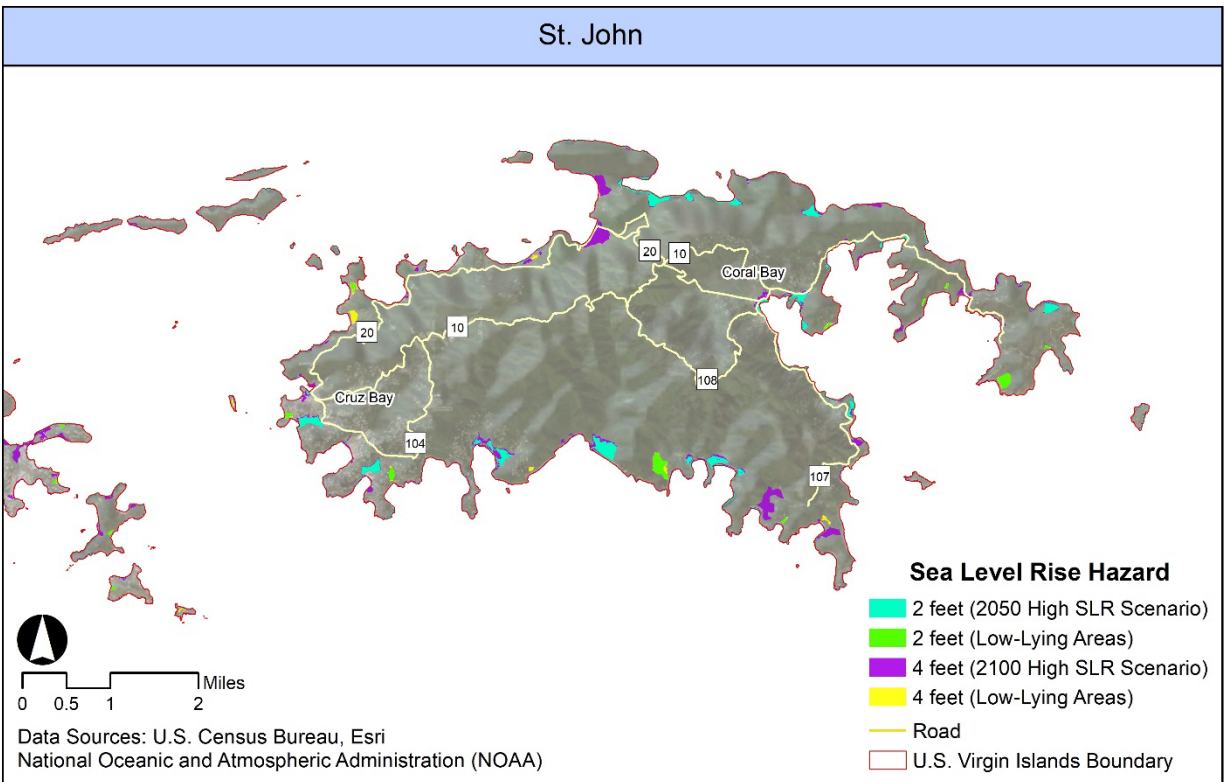 St. John
20
10
Coral Bay
20
10
108
Cruz Bay
104
107
Sea Level Rise Hazard
2 feet (2050 High SLR Scenario)
2 feet (Low-Lying Areas)
4 feet (2100 High SLR Scenario)
4 feet (Low-Lying Areas)
Road
U.S. Virgin Islands Boundary
Miles
0 0.5 1 2
Data Sources: U.S. Census Bureau, Esri
National Oceanic and Atmospheric Administration (NOAA)